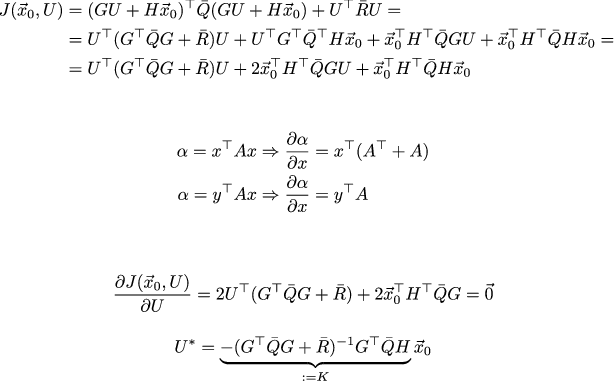 J(\vec{x}_0, U) = (GU + H\vec{x}_0)^\top \bar{Q}(GU + H\vec{x}_0) + U^\top \bar{R}U =
= U^\top(G^\top \bar{Q}G + \bar{R})U + U^\top G^\top \bar{Q}^\top H\vec{x}_0 + \vec{x}_0^\top H^\top \bar{Q}GU + \vec{x}_0^\top H^\top \bar{Q}H\vec{x}_0 =
= U^\top(G^\top \bar{Q}G + \bar{R})U + 2\vec{x}_0^\top H^\top \bar{Q}GU + \vec{x}_0^\top H^\top \bar{Q}H\vec{x}_0
\alpha = x^\top Ax \Rightarrow \frac{\partial \alpha}{\partial x} = x^\top(A^\top + A)
\alpha = y^\top Ax \Rightarrow \frac{\partial \alpha}{\partial x} = y^\top A
\frac{\partial J(\vec{x}_0, U)}{\partial U} = 2U^\top(G^\top \bar{Q}G + \bar{R}) + 2\vec{x}_0^\top H^\top \bar{Q}G = \vec{0}
U^* = \underbrace{-(G^\top \bar{Q}G + \bar{R})^{-1}G^\top \bar{Q}H}_{:=K} \vec{x}_0